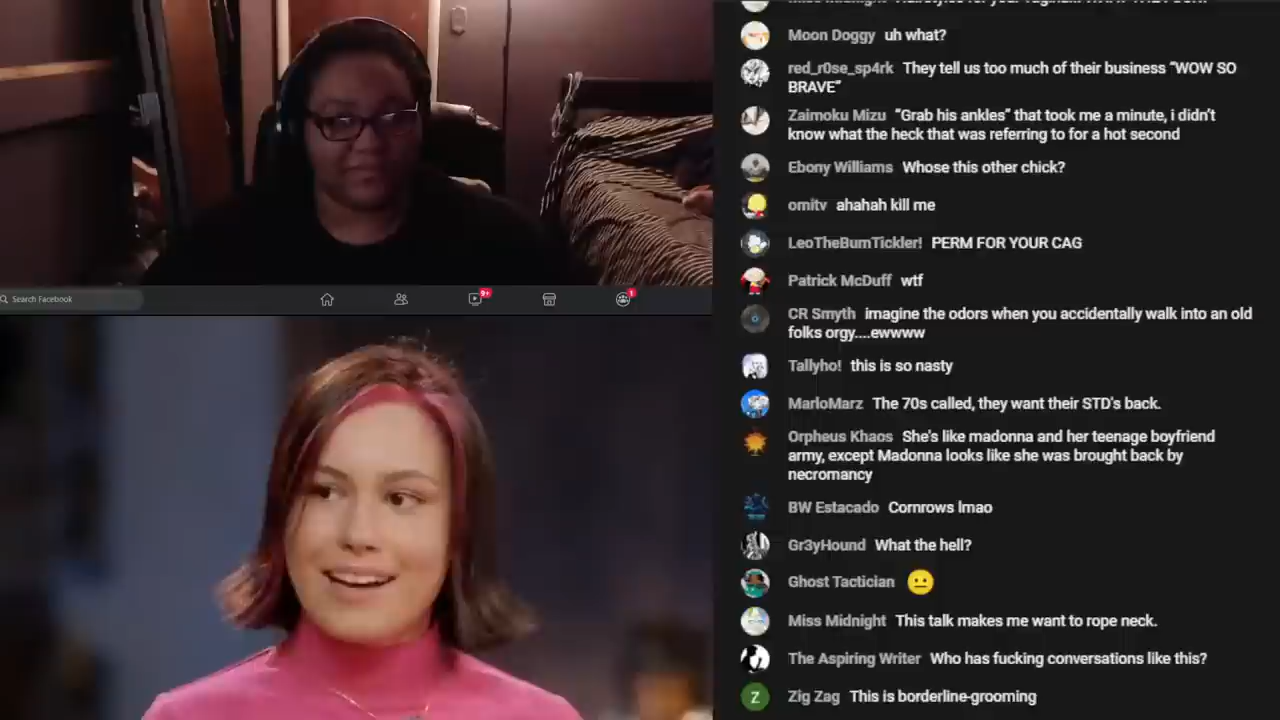 Moon Doggy uh what?
red_r0se_sp4rk They tell us too much of their business “WOW SO
BRAVE”
Zaimoku Mizu “Grab his ankles” that took me a minute, i didn’t
know what the heck that was referring to for a hot second
Ebony Williams Whose this other chick?
omitv ahahah kill me
LeoTheBumTickler! PERM FOR YOUR CAG
Patrick McDuff wtf
CR Smyth imagine the odors when you accidentally walk into an old
folks orgy....ewwww
Tallyho! this is so nasty
MarloMarz The 70s called, they want their STD's back.
Orpheus Khaos She's like madonna and her teenage boyfriend
army, except Madonna looks like she was brought back by
necromancy
BW Estacado Cornrows lmao
Gr3yHound What the hell?
Ghost Tactician 😐
Miss Midnight This talk makes me want to rope neck.
The Aspiring Writer Who has fucking conversations like this?
Z Zig Zag This is borderline-grooming
Search Facebook
9+
1